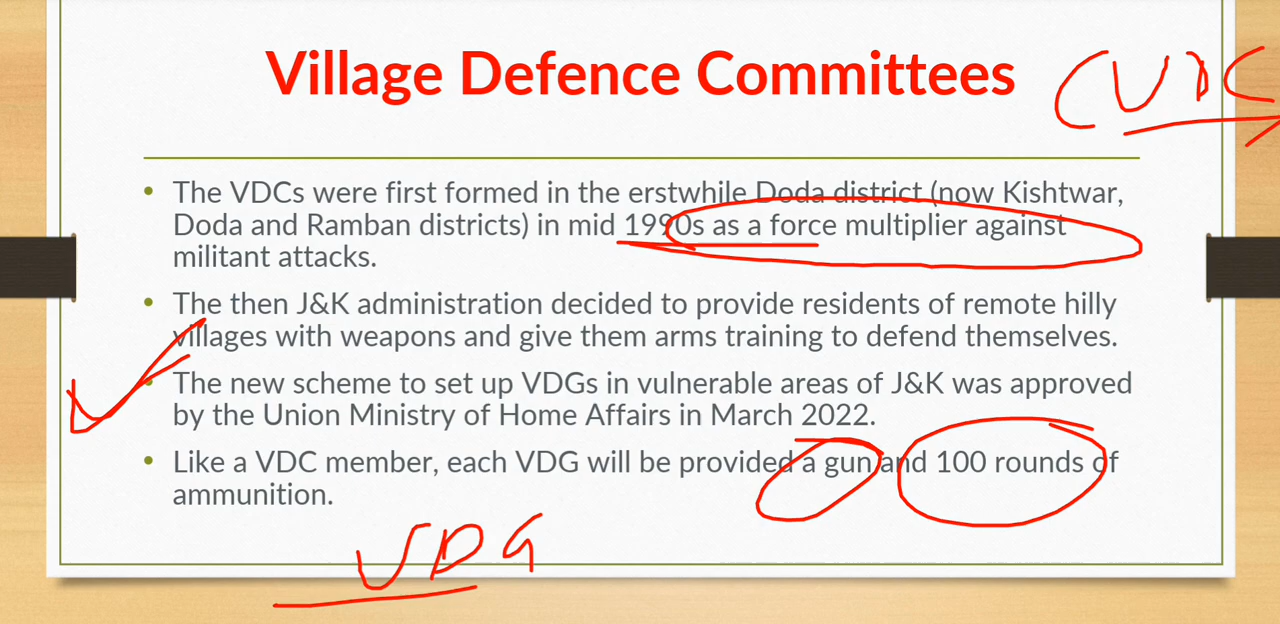 Village Defence Committees
(VDC
• The VDCs were first formed in the erstwhile Doda district (now Kishtwar,
Doda and Ramban districts) in mid 1990s as a force multiplier against
militant attacks.
• The then J&K administration decided to provide residents of remote hilly
villages with weapons and give them arms training to defend themselves.
• The new scheme to set up VDGs in vulnerable areas of J&K was approved
by the Union Ministry of Home Affairs in March 2022.
• Like a VDC member, each VDG will be provided a gun and 100 rounds of
ammunition.
VDG